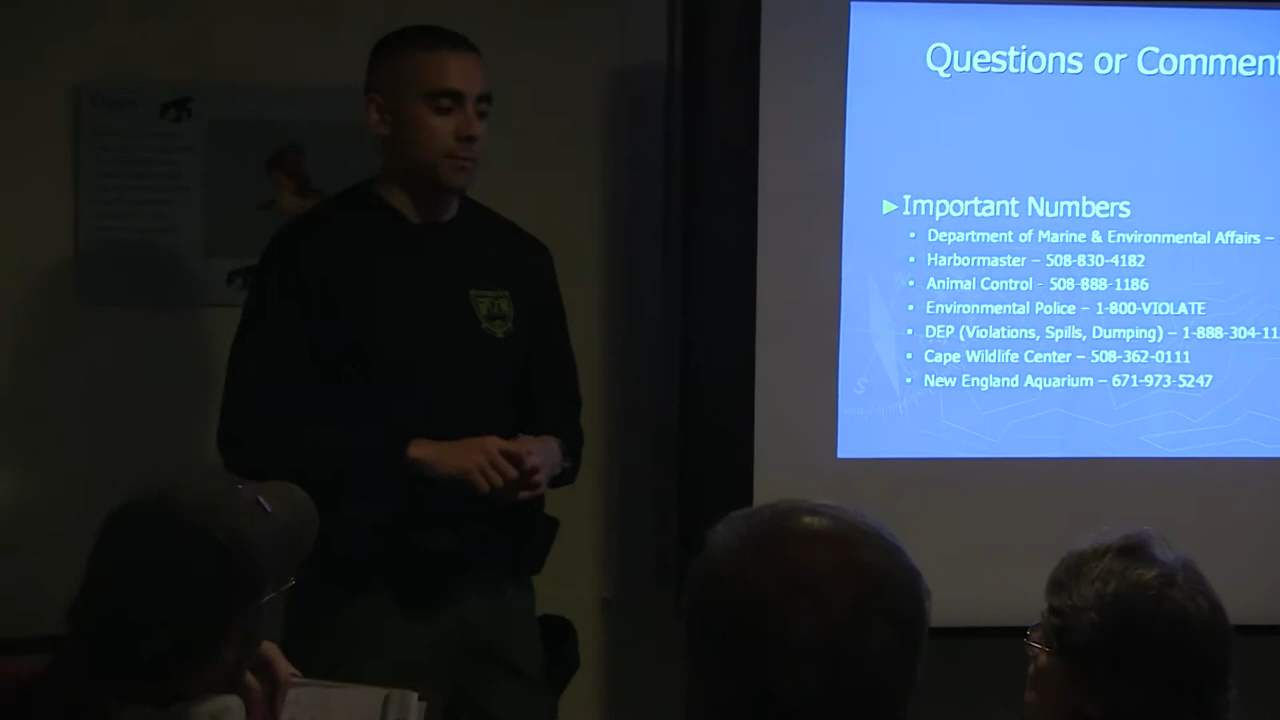 Questions or Comment
Important Numbers
Department of Marine & Environmental Affairs –
Harbormaster – 508-830-4182
Animal Control - 508-888-1186
Environmental Police – 1-800-VIOLATE
DEP (Violations, Spills, Dumping) – 1-888-304-11
Cape Wildlife Center – 508-362-0111
New England Aquarium – 671-973-5247
S